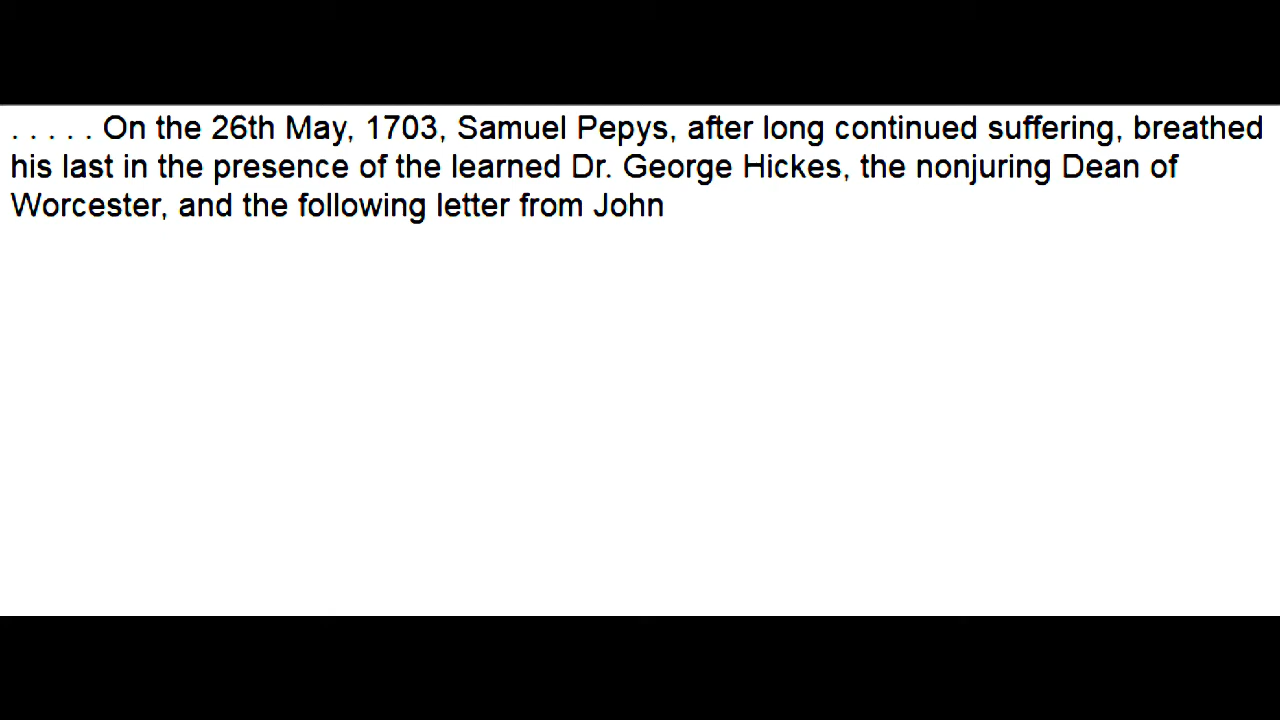 . . . . . On the 26th May, 1703, Samuel Pepys, after long continued suffering, breathed
his last in the presence of the learned Dr. George Hickes, the nonjuring Dean of
Worcester, and the following letter from John